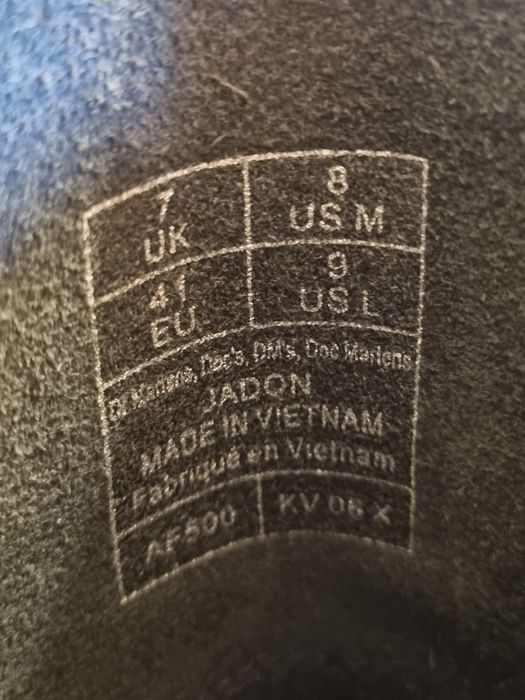 7 UK
8 US M
41 EU
9 US L
Dr. Martens, Doc's, DM's, Doc Martens
JADON
MADE IN VIETNAM
Fabriqué en Vietnam
AF500 KV 06 X